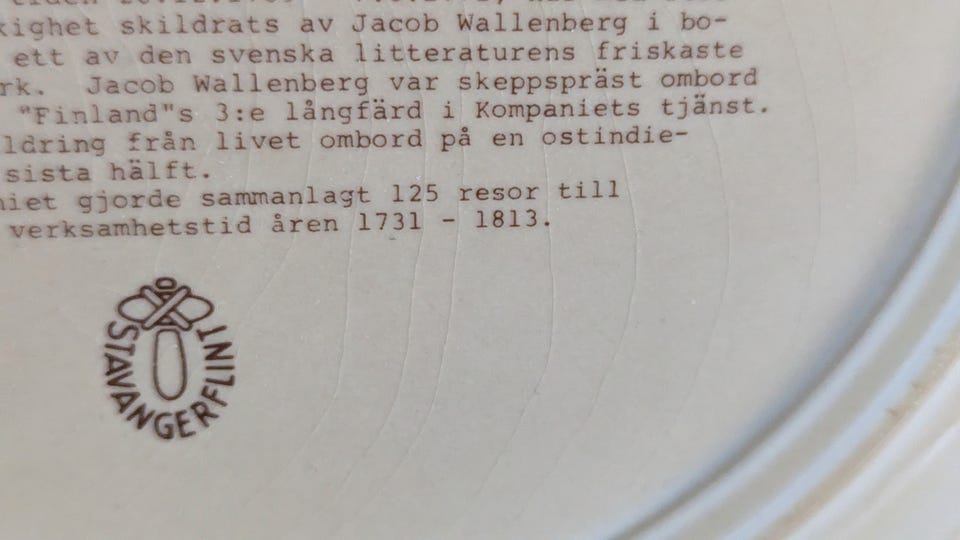 kighet skildrats av Jacob Wallenberg i bo-
ett av den svenska litteraturens friskaste
rk. Jacob Wallenberg var skeppspräst ombord
"Finland"s 3:e långfärd i Kompaniets tjänst.
ldring från livet ombord på en ostindie-
sista hälft.
niet gjorde sammanlagt 125 resor till
verksamhetstid åren 1731 - 1813.
STAVANGERFLINT